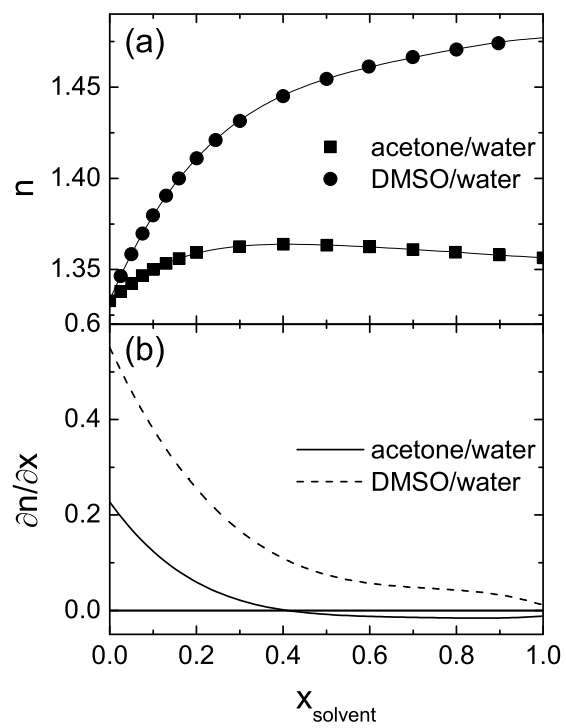 (a)
1.45
1.40
1.35
n
acetone/water
DMSO/water
0.6
(b)
0.4
0.2
0.0
∂n/∂x
acetone/water
DMSO/water
0.0 0.2 0.4 0.6 0.8 1.0
x_solvent